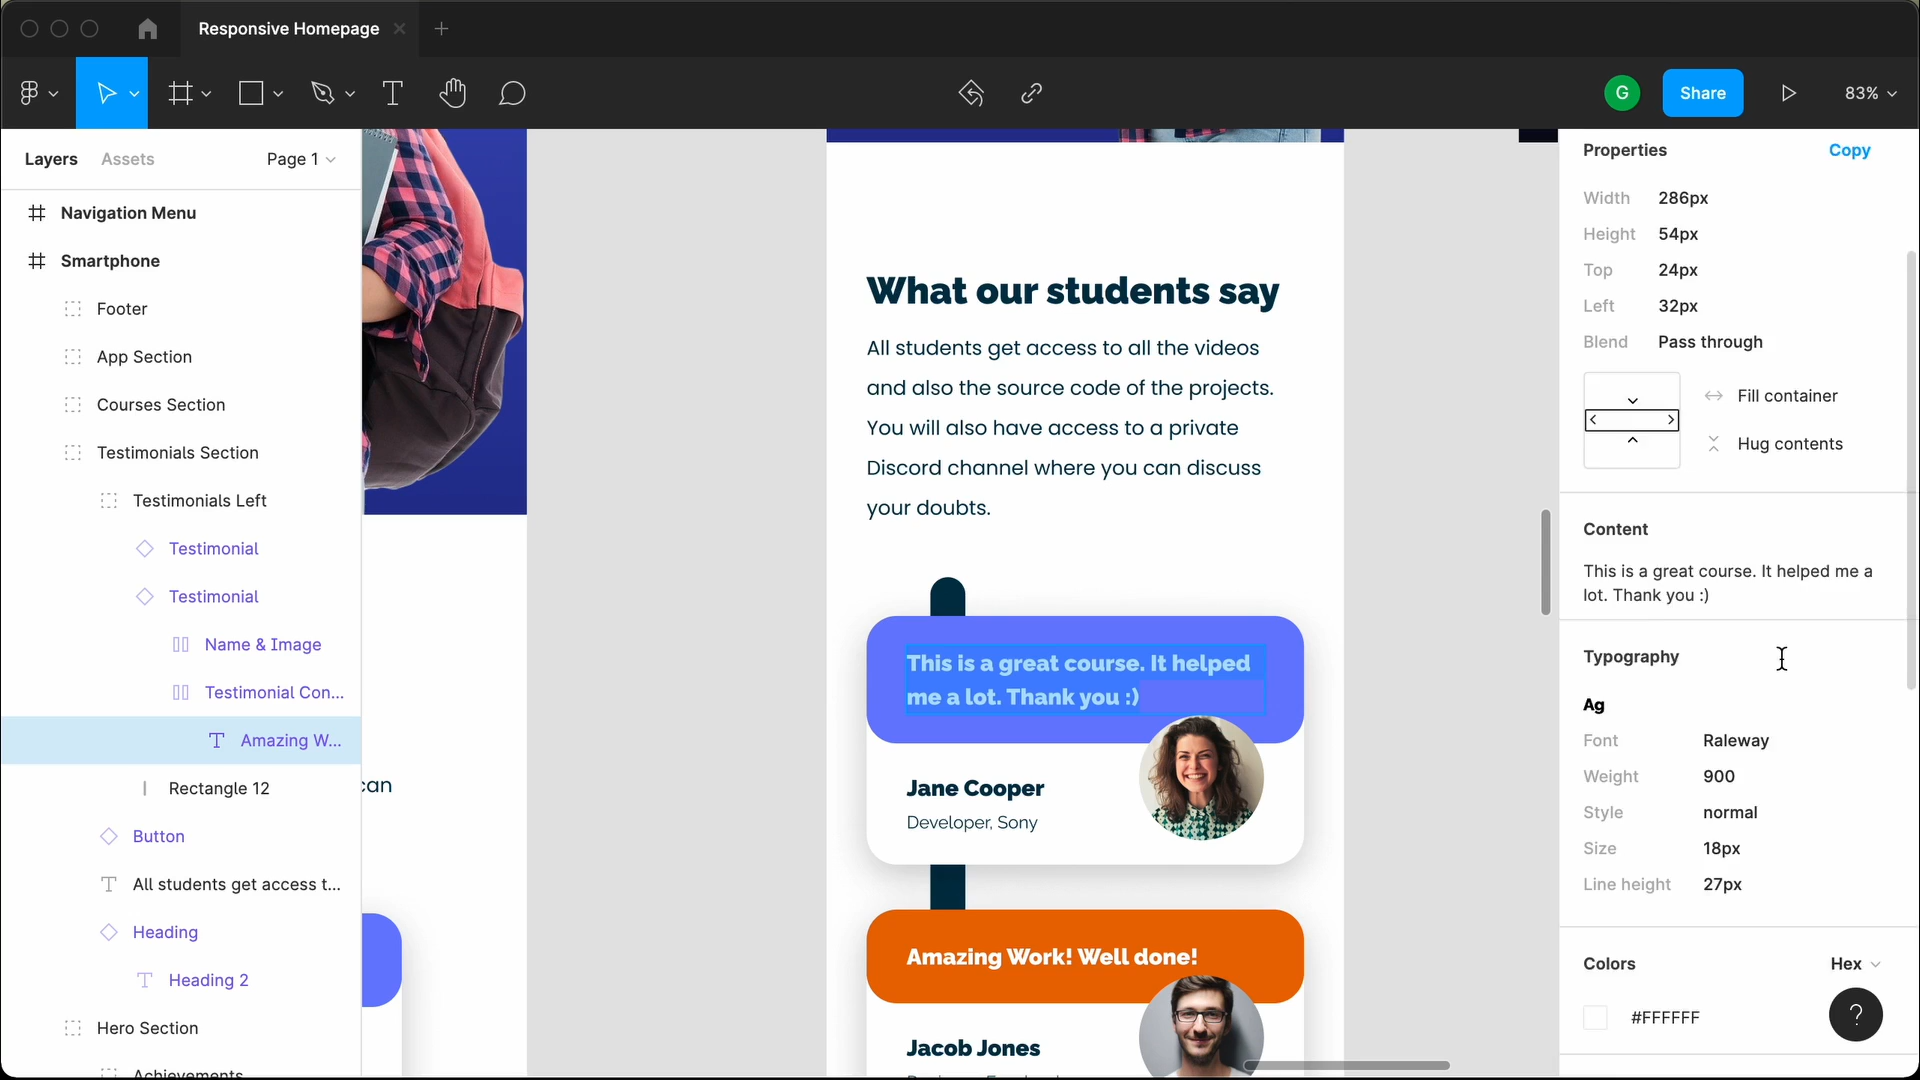 Responsive Homepage
G
Share
83%
Layers
Assets
Page 1
Navigation Menu
Smartphone
Footer
App Section
Courses Section
Testimonials Section
Testimonials Left
Testimonial
Testimonial
Name & Image
Testimonial Con...
Amazing W...
Rectangle 12
Button
All students get access t...
Heading
Heading 2
Hero Section
Achievements
can
What our students say
All students get access to all the videos
and also the source code of the projects.
You will also have access to a private
Discord channel where you can discuss
your doubts.
This is a great course. It helped
me a lot. Thank you :)
Jane Cooper
Developer, Sony
Amazing Work! Well done!
Jacob Jones
Properties
Copy
Width 286px
Height 54px
Top 24px
Left 32px
Blend Pass through
Fill container
Hug contents
Content
This is a great course. It helped me a
lot. Thank you :)
Typography
Ag
Font Raleway
Weight 900
Style normal
Size 18px
Line height 27px
Colors
Hex
#FFFFFF
?